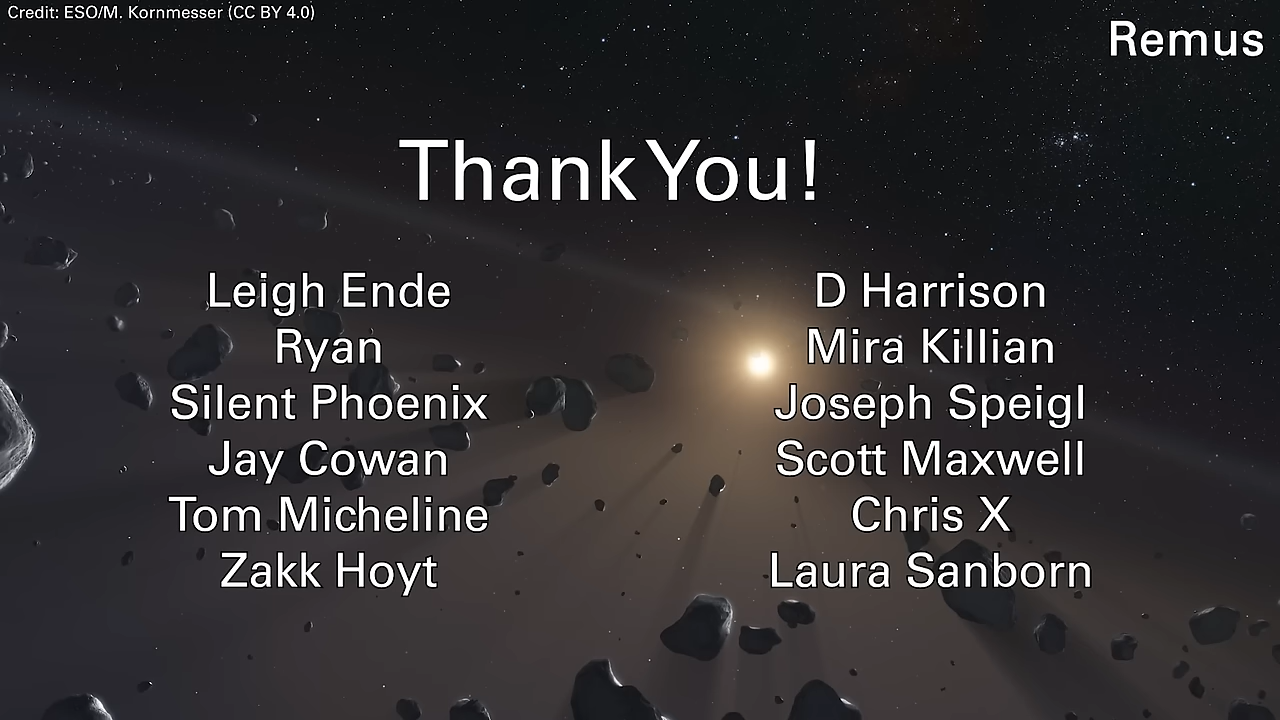 Credit: ESO/M. Kornmesser (CC BY 4.0)
Remus
Thank You!
Leigh Ende
Ryan
Silent Phoenix
Jay Cowan
Tom Micheline
Zakk Hoyt
D Harrison
Mira Killian
Joseph Speigl
Scott Maxwell
Chris X
Laura Sanborn